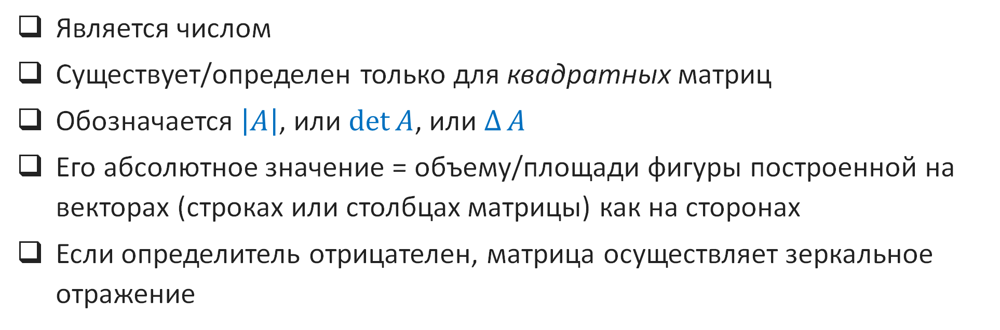 Является числом
Существует/определен только для квадратных матриц
Обозначается |A|, или det A, или Δ A
Его абсолютное значение = объему/площади фигуры построенной на
векторах (строках или столбцах матрицы) как на сторонах
Если определитель отрицателен, матрица осуществляет зеркальное
отражение